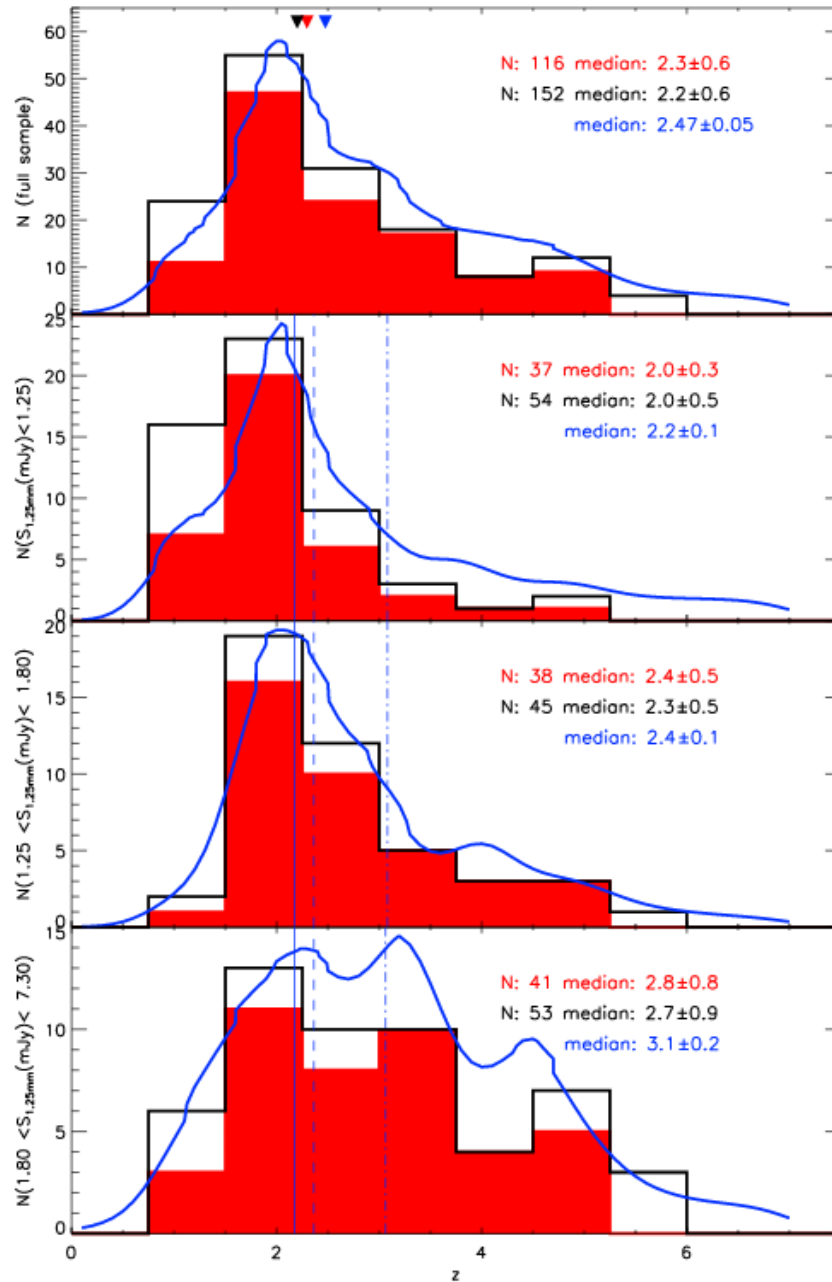 60
50
40
30
20
10
0
N (full sample)
N: 116 median: 2.3±0.6
N: 152 median: 2.2±0.6
median: 2.47±0.05
25
20
15
10
5
0
N(S1.25mm(mJy)<1.25)
N: 37 median: 2.0±0.3
N: 54 median: 2.0±0.5
median: 2.2±0.1
20
15
10
5
0
N(1.25 <S1.25mm(mJy)< 1.80)
N: 38 median: 2.4±0.5
N: 45 median: 2.3±0.5
median: 2.4±0.1
15
10
5
0
N(1.80 <S1.25mm(mJy)< 7.30)
N: 41 median: 2.8±0.8
N: 53 median: 2.7±0.9
median: 3.1±0.2
0 2 4 6
z